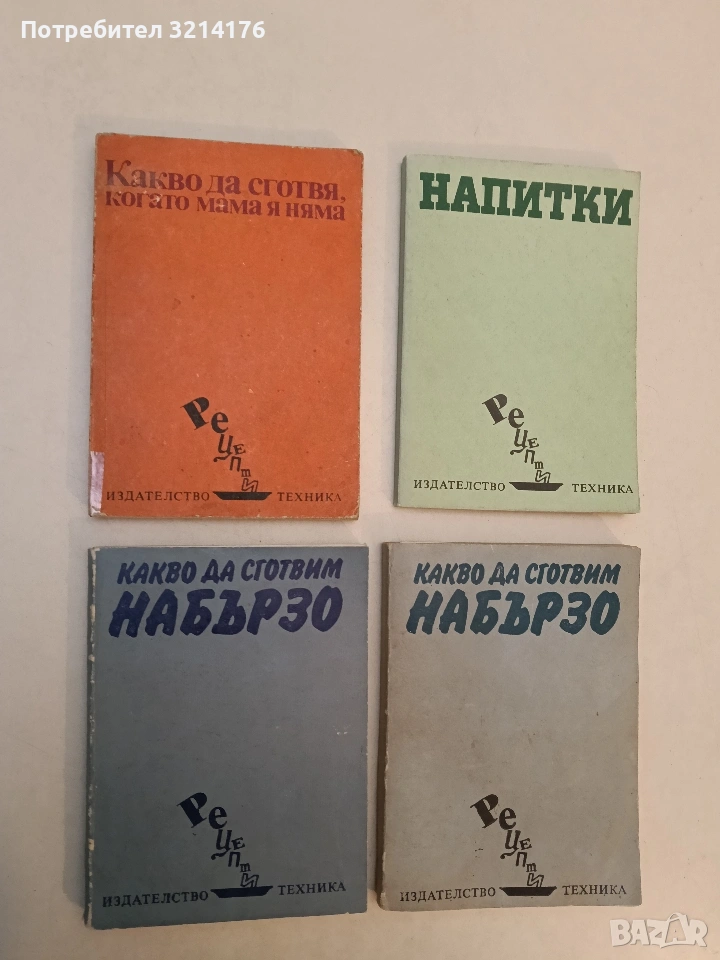 Потребител 3214176
Какво да сготвя,
когато мама я няма
Рецепти
ИЗДАТЕЛСТВО ТЕХНИКА
НАПИТКИ
Рецепти
ИЗДАТЕЛСТВО ТЕХНИКА
КАКВО ДА СГОТВИМ
НАБЪРЗО
Рецепти
ИЗДАТЕЛСТВО ТЕХНИКА
КАКВО ДА СГОТВИМ
НАБЪРЗО
Рецепти
ИЗДАТЕЛСТВО ТЕХНИКА
BAZAR